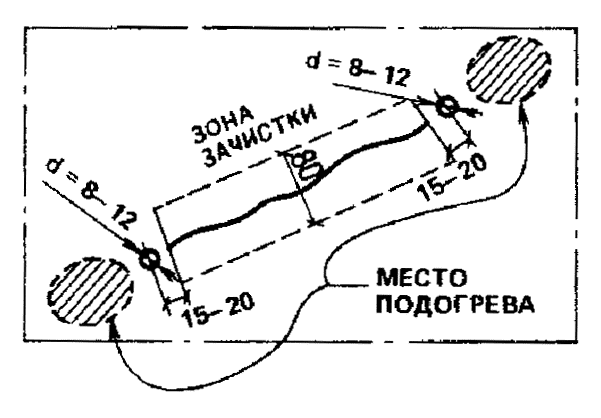 d = 8–12
ЗОНА
ЗАЧИСТКИ
80
d = 8–12
15–20
МЕСТО
ПОДОГРЕВА
15–20